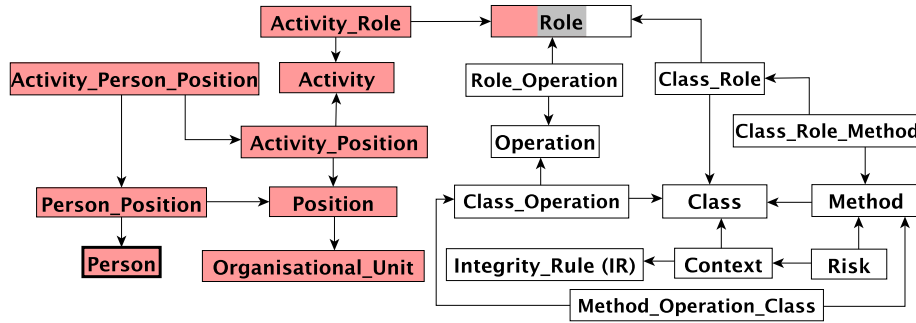 Activity_Role
Role
Activity_Person_Position
Activity
Role_Operation
Class_Role
Activity_Position
Operation
Class_Role_Method
Person_Position
Position
Class_Operation
Class
Method
Person
Organisational_Unit
Integrity_Rule (IR)
Context
Risk
Method_Operation_Class